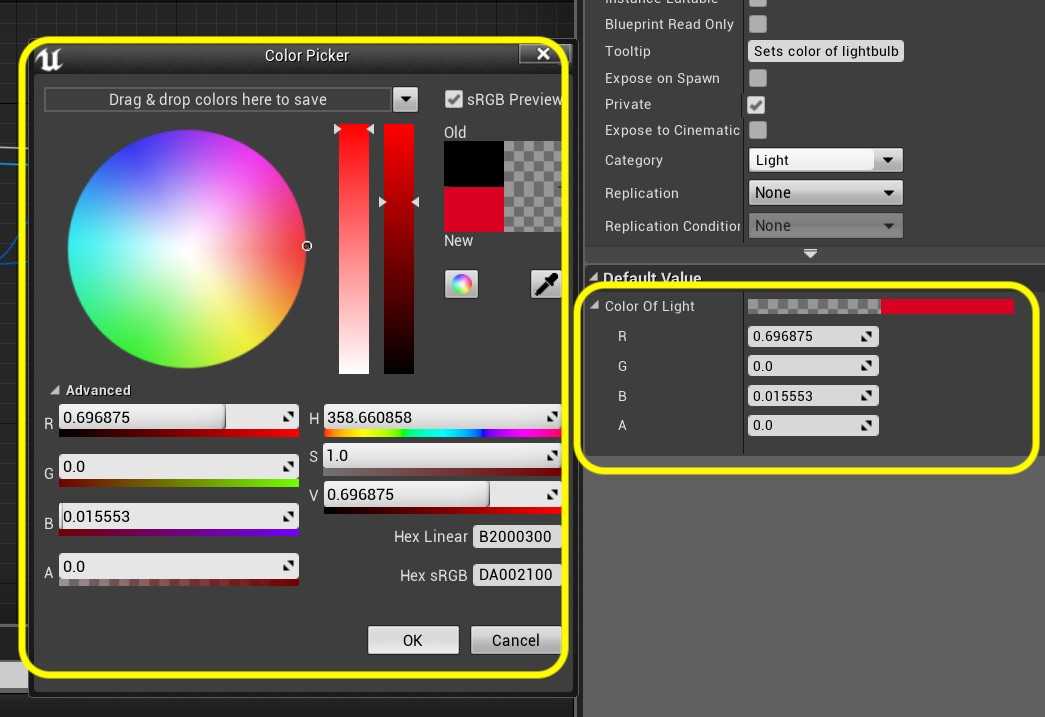 Color Picker
Drag & drop colors here to save
sRGB Preview
Old
New
Advanced
R 0.696875
G 0.0
B 0.015553
A 0.0
H 358.660858
S 1.0
V 0.696875
Hex Linear B2000300
Hex sRGB DA002100
OK Cancel
Instance Editable
Blueprint Read Only
Tooltip Sets color of lightbulb
Expose on Spawn
Private
Expose to Cinematic
Category Light
Replication None
Replication Condition None
Default Value
Color Of Light
R 0.696875
G 0.0
B 0.015553
A 0.0